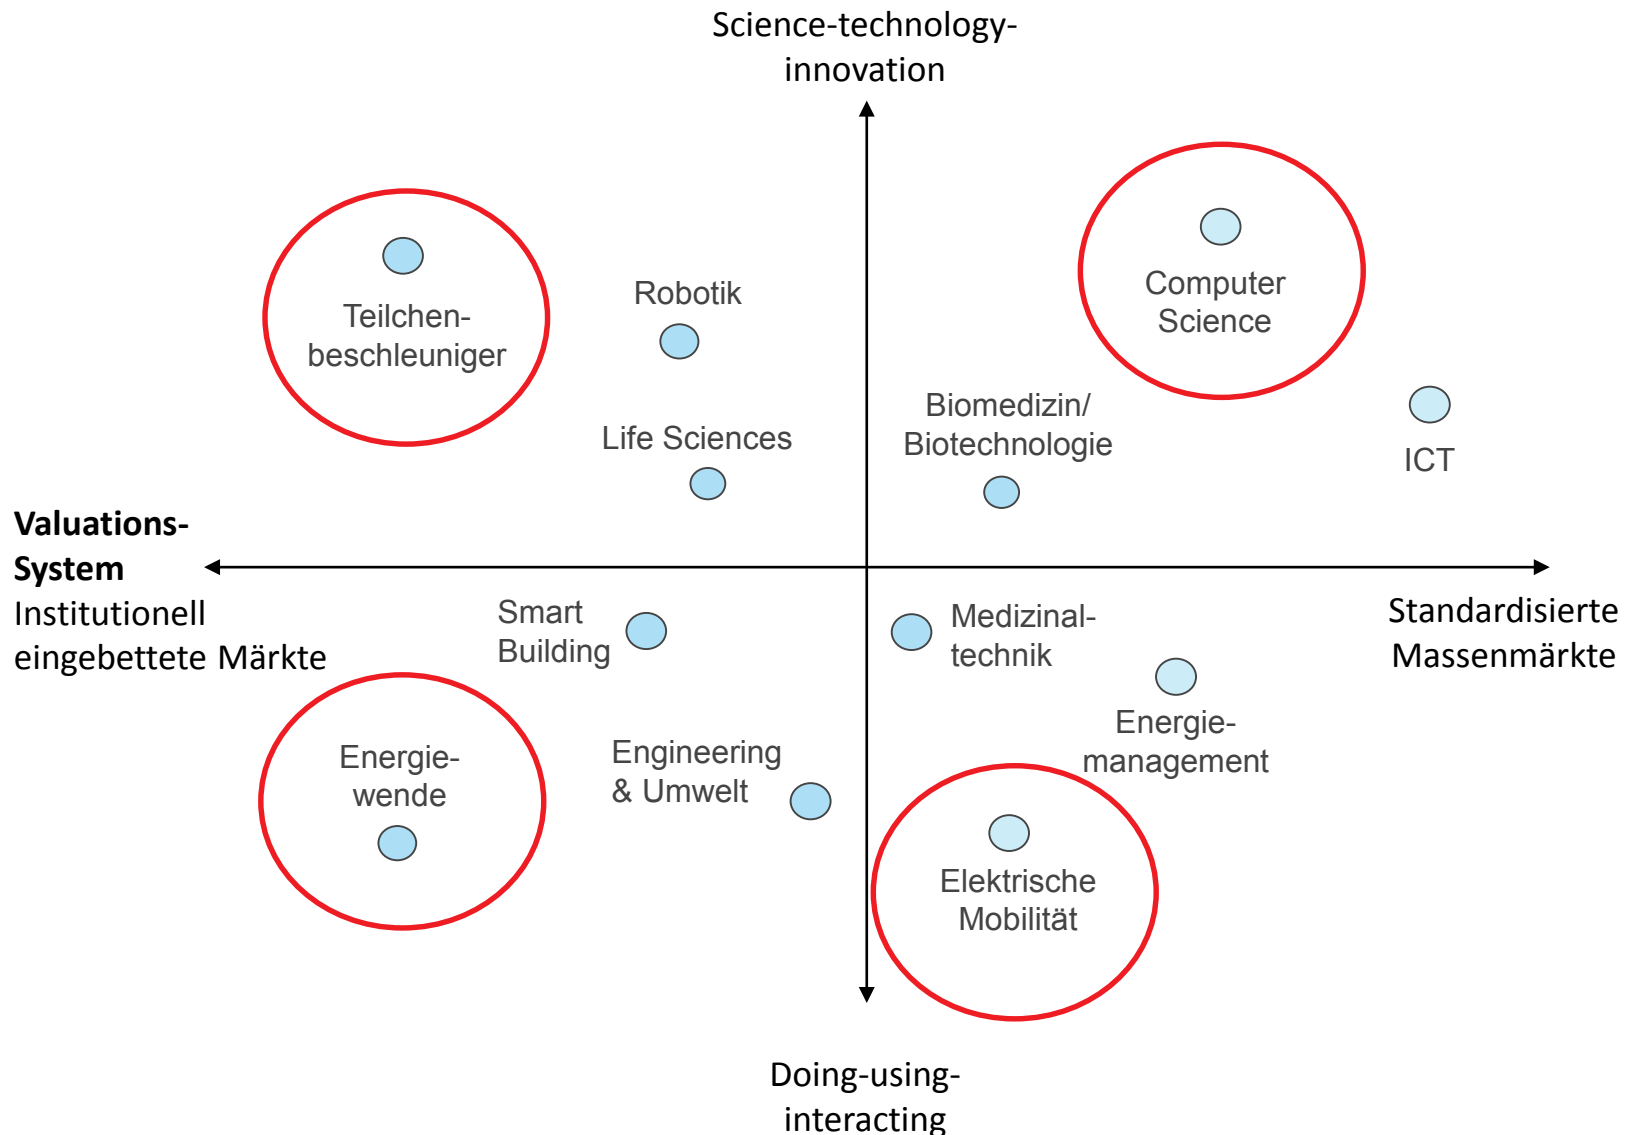 Science-technology-
innovation
Teilchen-
beschleuniger
Robotik
Life Sciences
Computer
Science
Biomedizin/
Biotechnologie
ICT
Valuations-
System
Institutionell
eingebettete Märkte
Standardisierte
Massenmärkte
Smart
Building
Medizinal-
technik
Energie-
management
Energie-
wende
Engineering
& Umwelt
Elektrische
Mobilität
Doing-using-
interacting